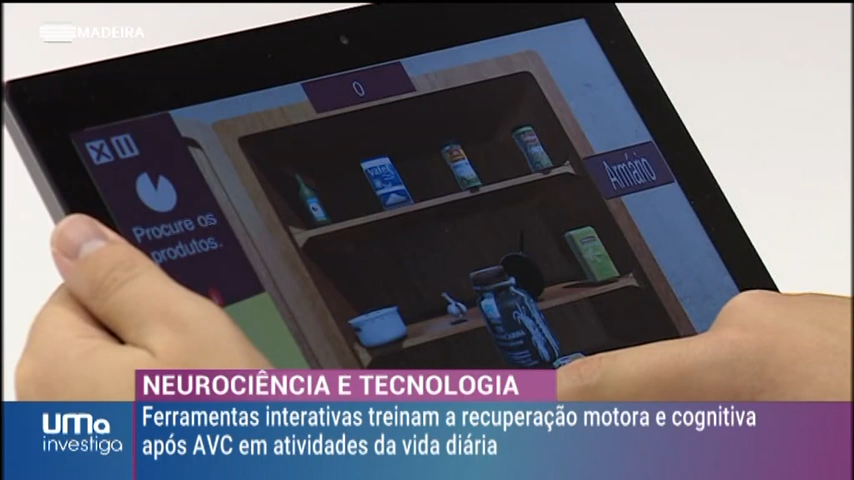 MADEIRA
0
Armário
Procure os
produtos.
NEUROCIÊNCIA E TECNOLOGIA
UMa
investiga
Ferramentas interativas treinam a recuperação motora e cognitiva
após AVC em atividades da vida diária